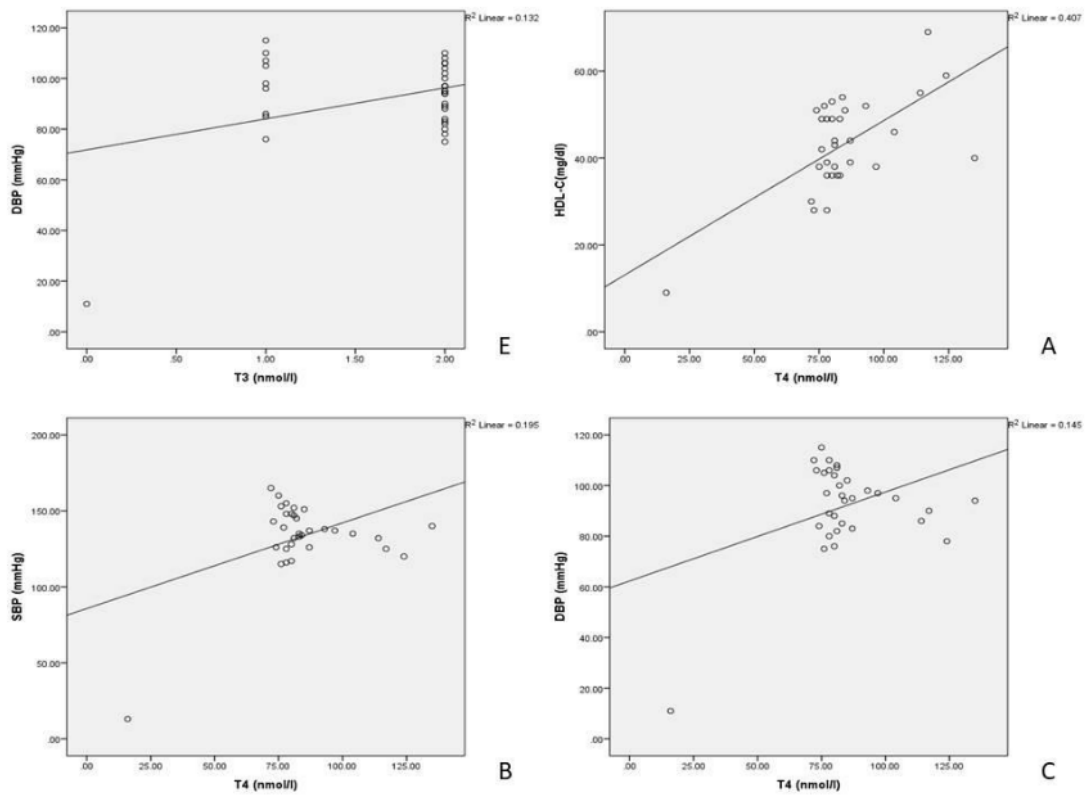 R² Linear = 0.132
120.00
100.00
80.00
60.00
40.00
20.00
.00
DBP (mmHg)
.00 .50 1.00 1.50 2.00
T3 (nmol/l)
E
R² Linear = 0.407
60.00
40.00
20.00
.00
HDL-C(mg/dl)
.00 25.00 50.00 75.00 100.00 125.00
T4 (nmol/l)
A
R² Linear = 0.195
200.00
150.00
100.00
50.00
.00
SBP (mmHg)
.00 25.00 50.00 75.00 100.00 125.00
T4 (nmol/l)
B
R² Linear = 0.145
120.00
100.00
80.00
60.00
40.00
20.00
.00
DBP (mmHg)
.00 25.00 50.00 75.00 100.00 125.00
T4 (nmol/l)
C